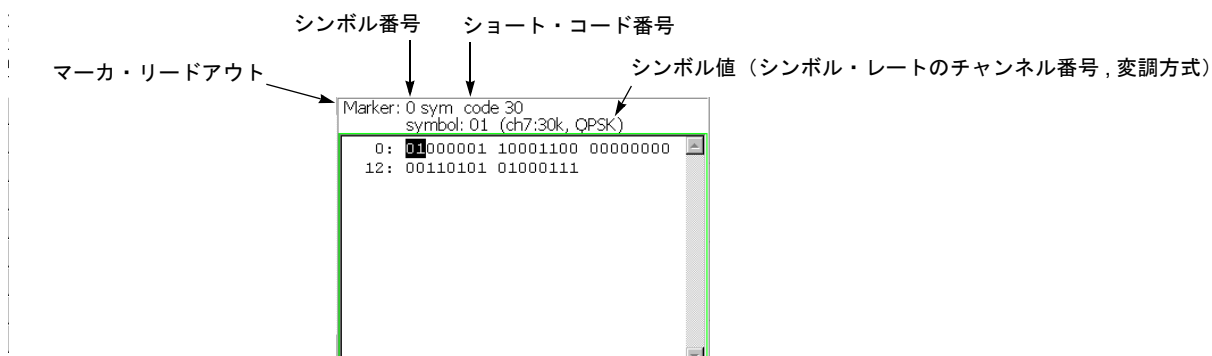 シンボル番号 ショート・コード番号
マーカ・リードアウト シンボル値（シンボル・レートのチャンネル番号 , 変調方式）
Marker: 0 sym code 30
symbol: 01 (ch7:30k, QPSK)
0: 01000001 10001100 00000000
12: 00110101 01000111